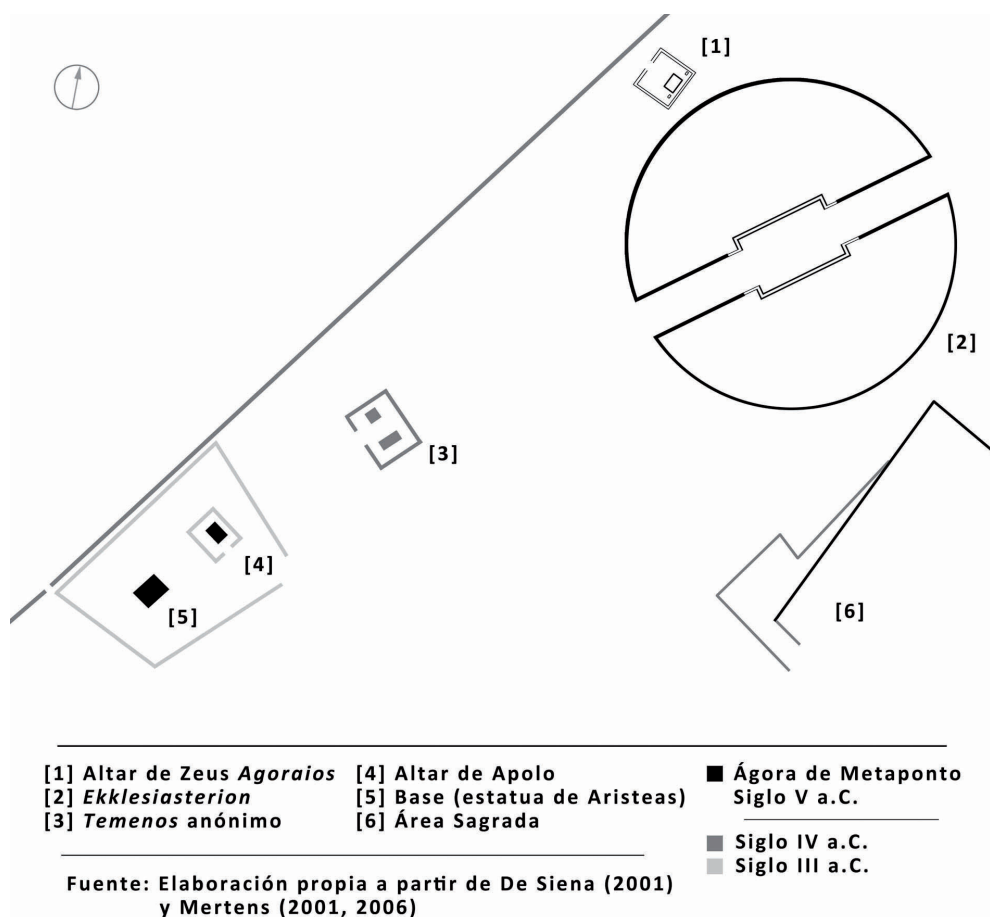 [1]
[2]
[3]
[4]
[5]
[6]
[1] Altar de Zeus Agoraios
[2] Ekklesiasterion
[3] Temenos anónimo
[4] Altar de Apolo
[5] Base (estatua de Aristeas)
[6] Área Sagrada
Ágora de Metaponto
Siglo V a.C.
Siglo IV a.C.
Siglo III a.C.
Fuente: Elaboración propia a partir de De Siena (2001)
y Mertens (2001, 2006)